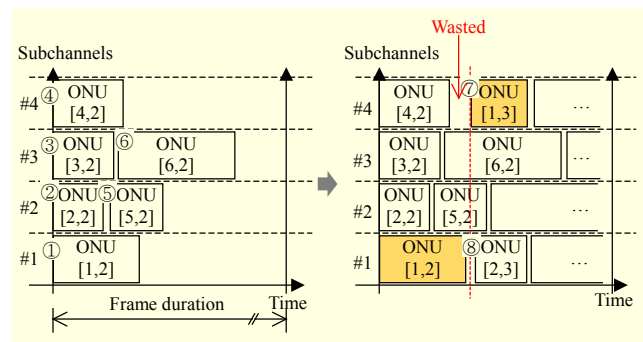 Wasted
Subchannels
Subchannels
#4 ④ ONU
[4,2]
#3 ③ ONU
[3,2]
⑥ ONU
[6,2]
#2 ② ONU
[2,2]
⑤ ONU
[5,2]
#1 ① ONU
[1,2]
Frame duration
Time
#4 ONU
[4,2]
⑦ ONU
[1,3]
...
#3 ONU
[3,2]
ONU
[6,2]
...
#2 ONU
[2,2]
ONU
[5,2]
...
#1 ONU
[1,2]
⑧ ONU
[2,3]
...
Time